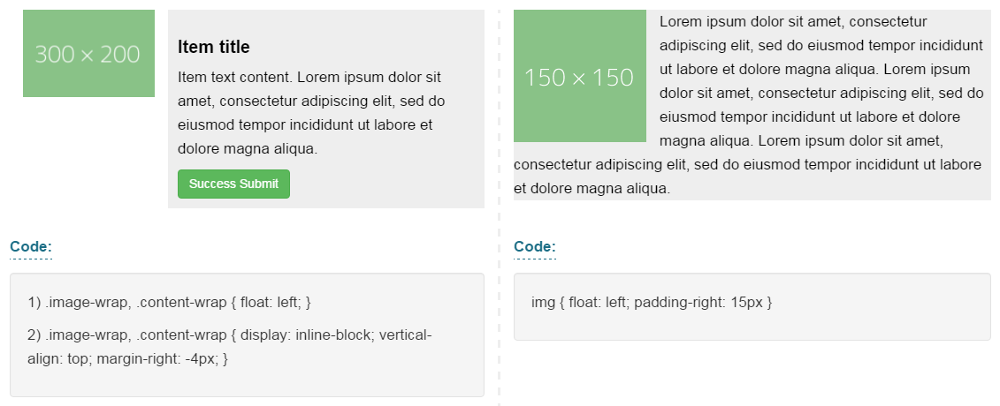 300 × 200
Item title
Item text content. Lorem ipsum dolor sit
amet, consectetur adipiscing elit, sed do
eiusmod tempor incididunt ut labore et
dolore magna aliqua.
Success Submit
Code:
1) .image-wrap, .content-wrap { float: left; }
2) .image-wrap, .content-wrap { display: inline-block; vertical-
align: top; margin-right: -4px; }
150 × 150
Lorem ipsum dolor sit amet, consectetur
adipiscing elit, sed do eiusmod tempor incididunt
ut labore et dolore magna aliqua. Lorem ipsum
dolor sit amet, consectetur adipiscing elit, sed do
eiusmod tempor incididunt ut labore et dolore
magna aliqua. Lorem ipsum dolor sit amet,
consectetur adipiscing elit, sed do eiusmod tempor incididunt ut labore
et dolore magna aliqua.
Code:
img { float: left; padding-right: 15px }